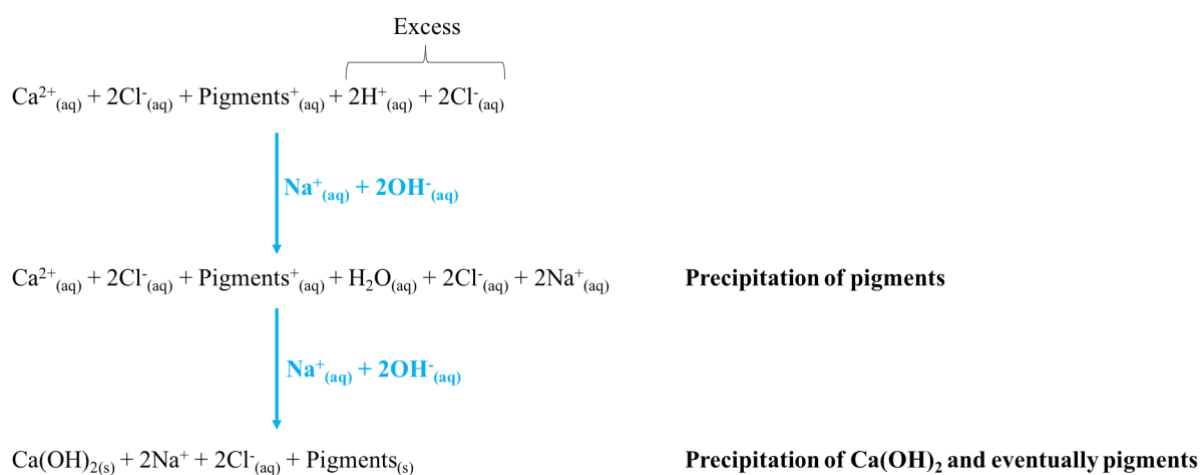 Excess
Ca²⁺(aq) + 2Cl⁻(aq) + Pigments⁺(aq) + 2H⁺(aq) + 2Cl⁻(aq)
Na⁺(aq) + 2OH⁻(aq)
Ca²⁺(aq) + 2Cl⁻(aq) + Pigments⁺(aq) + H₂O(aq) + 2Cl⁻(aq) + 2Na⁺(aq) Precipitation of pigments
Na⁺(aq) + 2OH⁻(aq)
Ca(OH)₂(s) + 2Na⁺ + 2Cl⁻(aq) + Pigments(s) Precipitation of Ca(OH)₂ and eventually pigments